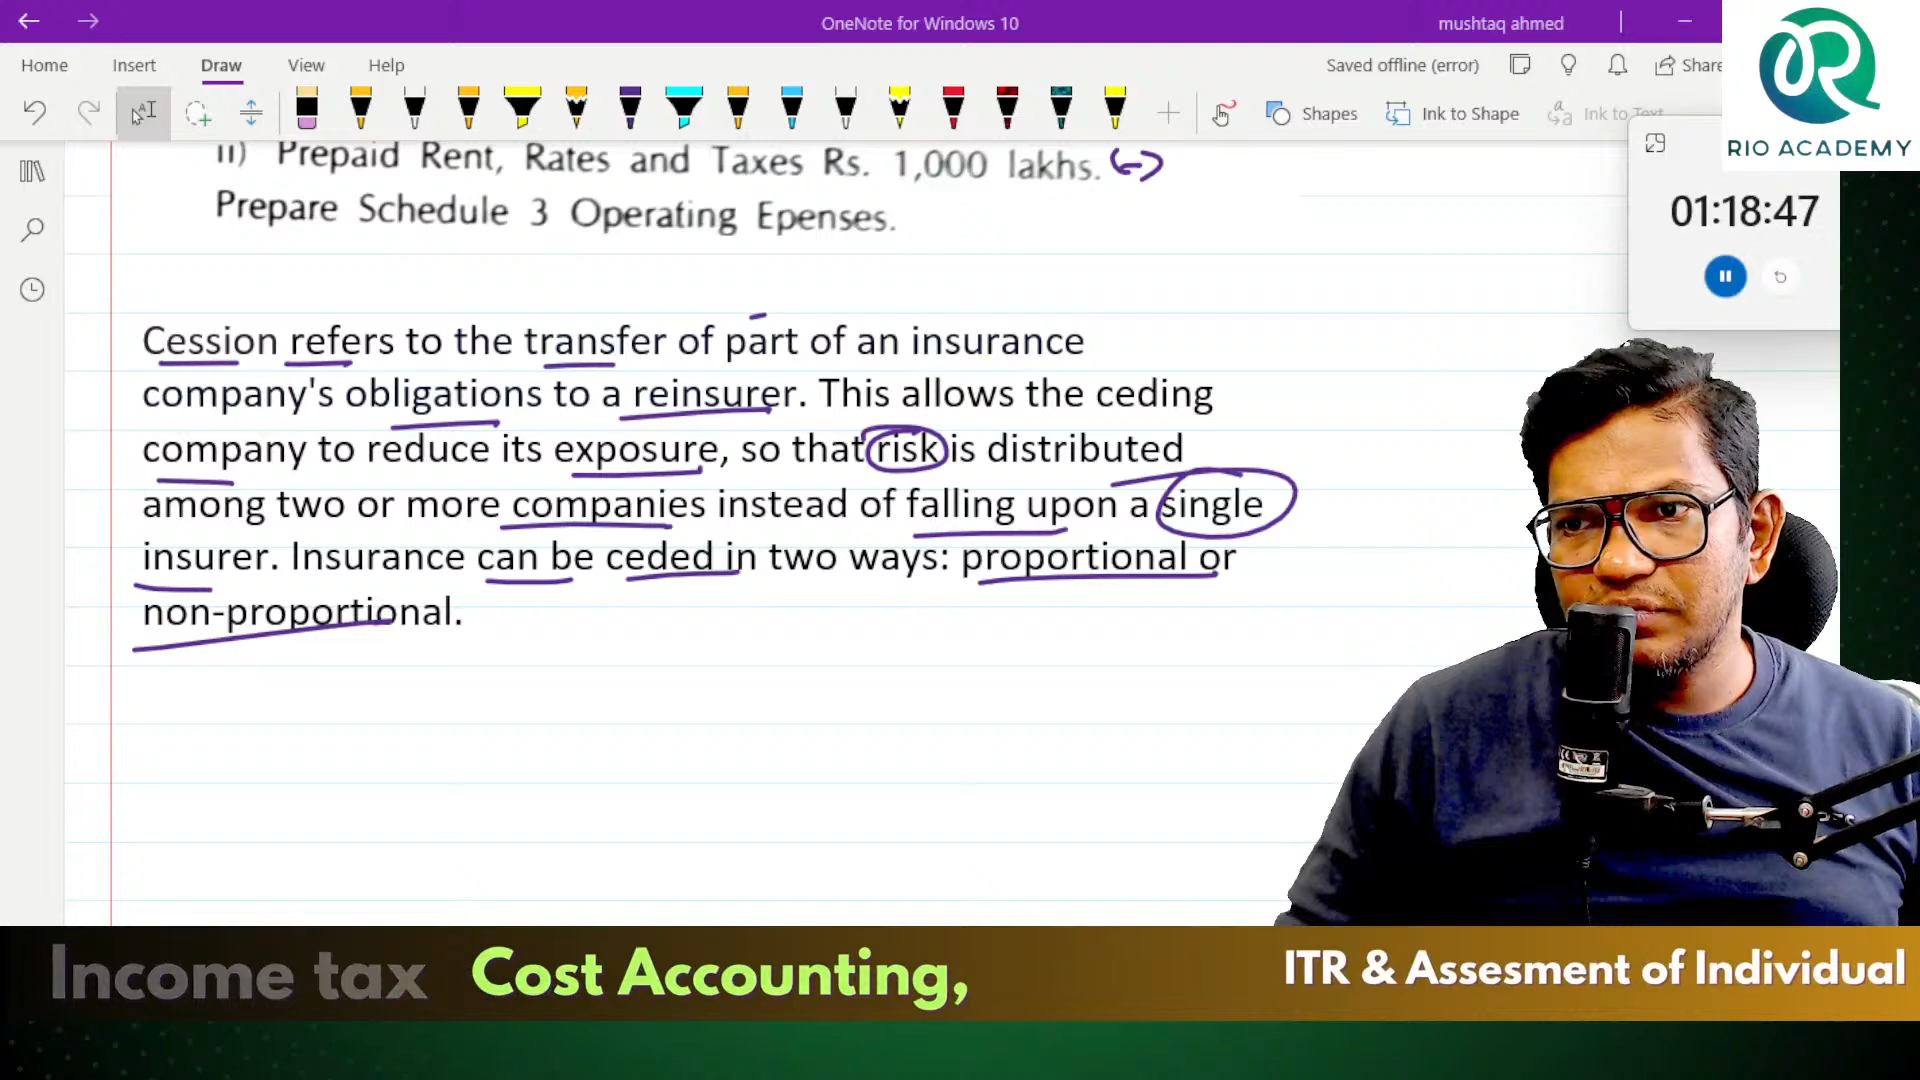 OneNote for Windows 10
mushtaq ahmed
Home Insert Draw View Help
Saved offline (error)
Share
Shapes
Ink to Shape
Ink to Text
RIO ACADEMY
01:18:47
ii) Prepaid Rent, Rates and Taxes Rs. 1,000 lakhs.
Prepare Schedule 3 Operating Epenses.
Cession refers to the transfer of part of an insurance
company's obligations to a reinsurer. This allows the ceding
company to reduce its exposure, so that risk is distributed
among two or more companies instead of falling upon a single
insurer. Insurance can be ceded in two ways: proportional or
non-proportional.
Income tax
Cost Accounting,
ITR & Assesment of Individual